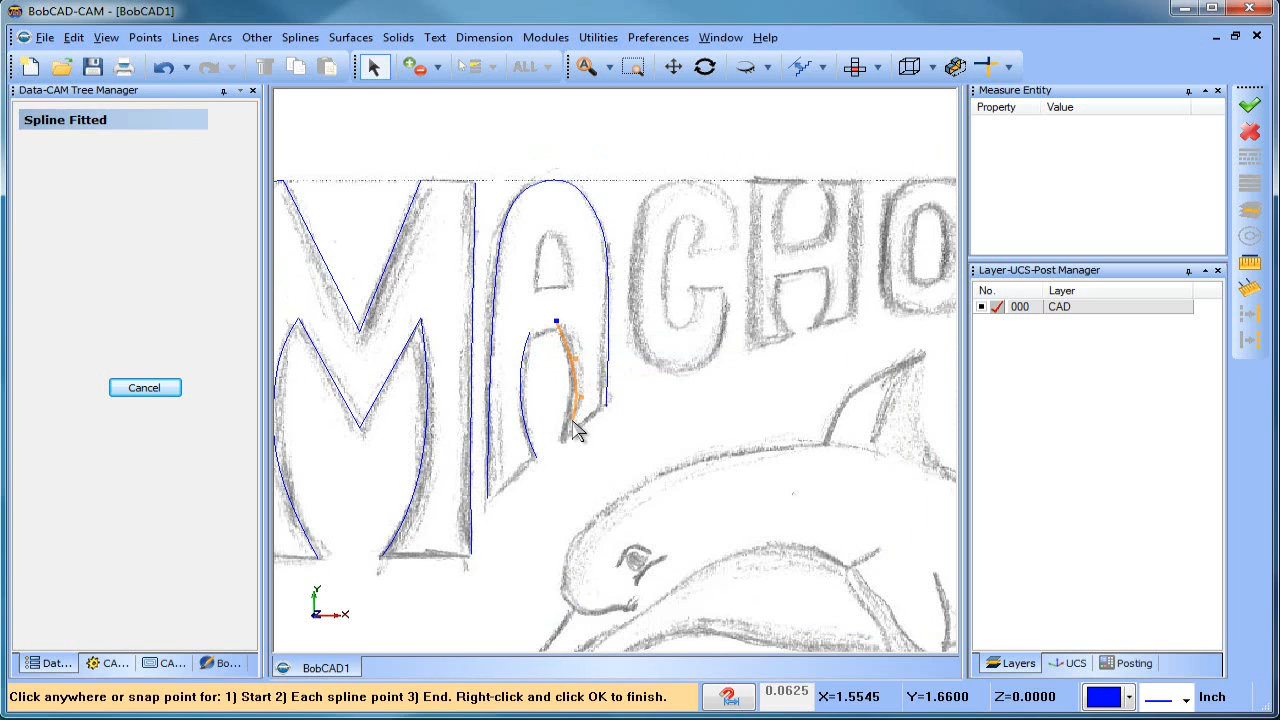 BobCAD-CAM - [BobCAD1]
File Edit View Points Lines Arcs Other Splines Surfaces Solids Text Dimension Modules Utilities Preferences Window Help
ALL
Data-CAM Tree Manager
Spline Fitted
Cancel
MACHO
Y
X
Z
Measure Entity
Property Value
Layer-UCS-Post Manager
No. Layer
000 CAD
Dat... CA... CA... Bo...
BobCAD1
Layers UCS Posting
Click anywhere or snap point for: 1) Start 2) Each spline point 3) End. Right-click and click OK to finish.
0.0625 X=1.5545 Y=1.6600 Z=0.0000 Inch